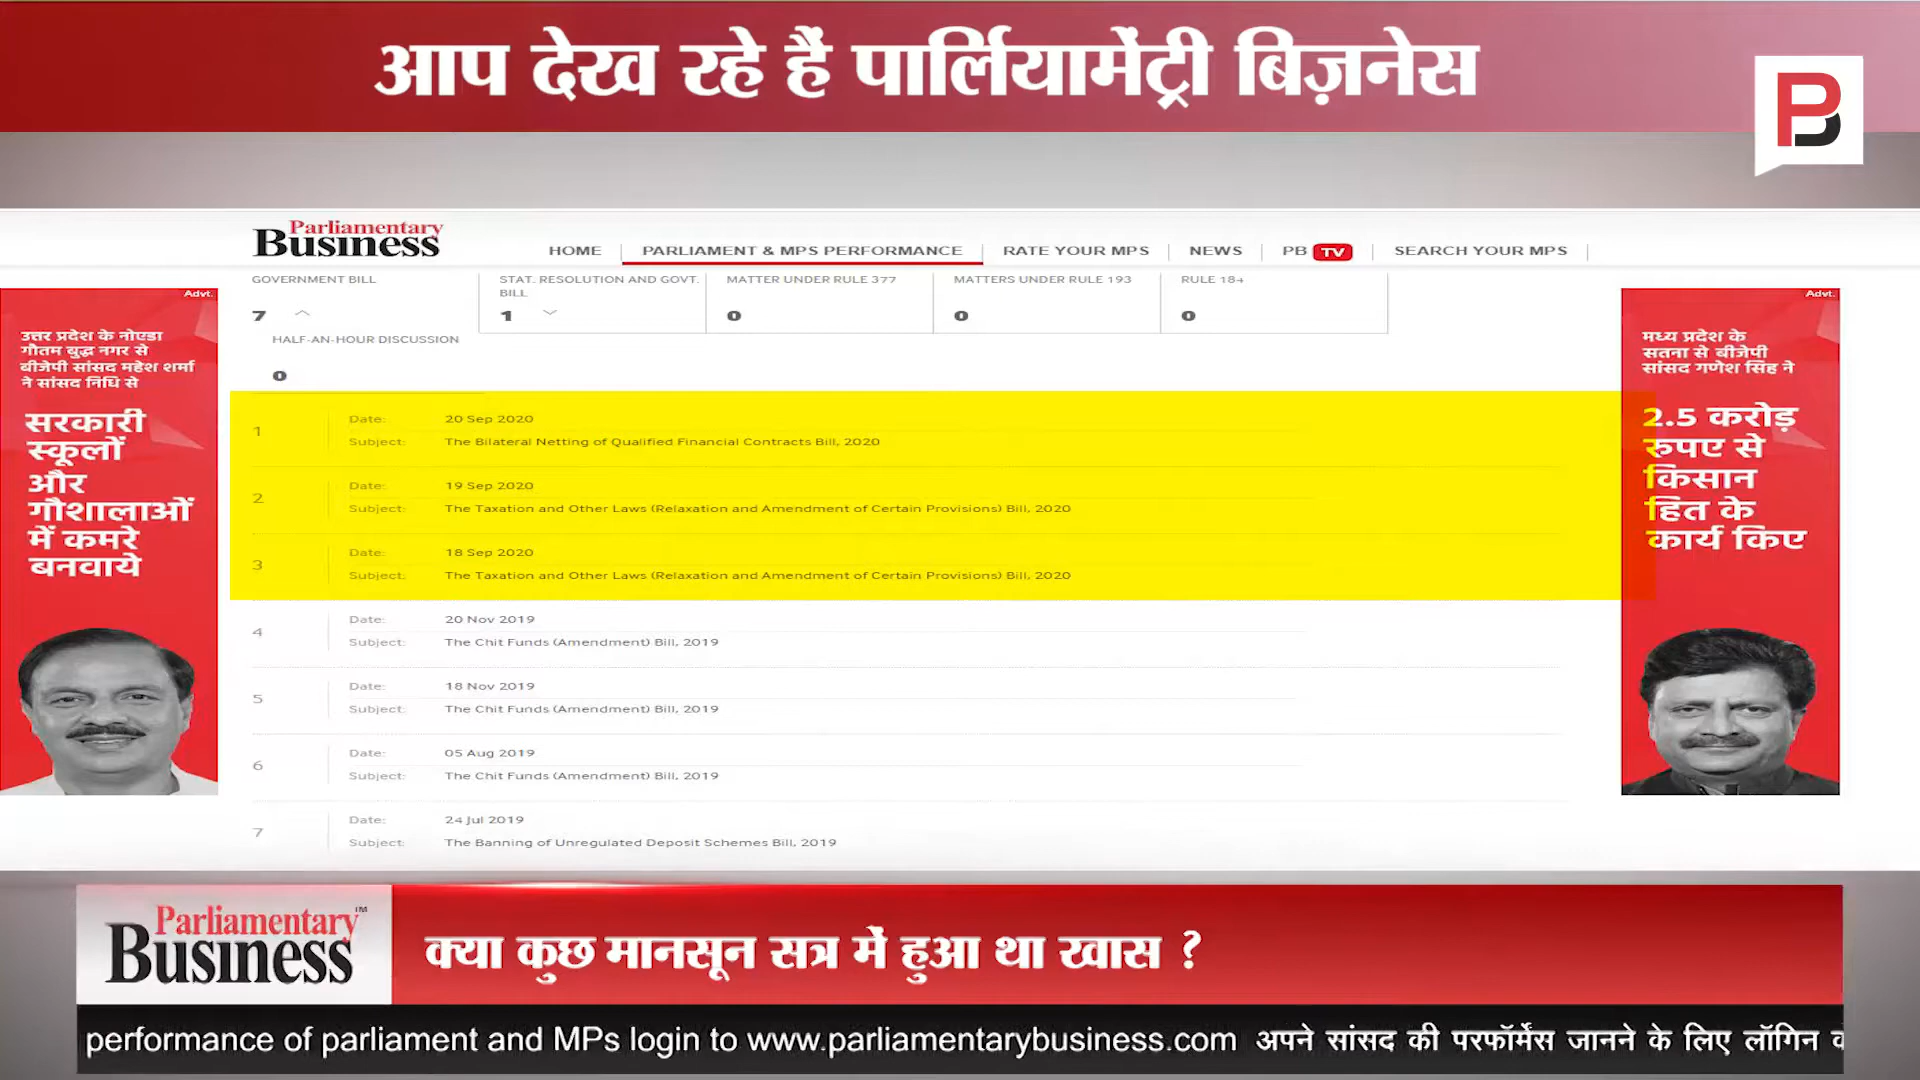 आप देख रहे हैं पार्लियामेंट्री बिज़नेस
PB
Parliamentary
Business
HOME
PARLIAMENT & MPS PERFORMANCE
RATE YOUR MPS
NEWS
PB TV
SEARCH YOUR MPS
GOVERNMENT BILL
7
STAT. RESOLUTION AND GOVT.
BILL
1
MATTER UNDER RULE 377
0
MATTERS UNDER RULE 193
0
RULE 184
0
HALF-AN-HOUR DISCUSSION
0
Advt.
उत्तर प्रदेश के नोएडा
गौतम बुद्ध नगर से
बीजेपी सांसद महेश शर्मा
ने सांसद निधि से
सरकारी
स्कूलों
और
गौशालाओं
में कमरे
बनवाये
1
Date: 20 Sep 2020
Subject: The Bilateral Netting of Qualified Financial Contracts Bill, 2020
2
Date: 19 Sep 2020
Subject: The Taxation and Other Laws (Relaxation and Amendment of Certain Provisions) Bill, 2020
3
Date: 18 Sep 2020
Subject: The Taxation and Other Laws (Relaxation and Amendment of Certain Provisions) Bill, 2020
4
Date: 20 Nov 2019
Subject: The Chit Funds (Amendment) Bill, 2019
5
Date: 18 Nov 2019
Subject: The Chit Funds (Amendment) Bill, 2019
6
Date: 05 Aug 2019
Subject: The Chit Funds (Amendment) Bill, 2019
7
Date: 24 Jul 2019
Subject: The Banning of Unregulated Deposit Schemes Bill, 2019
Advt.
मध्य प्रदेश के
सतना से बीजेपी
सांसद गणेश सिंह ने
2.5 करोड़
रुपए से
किसान
हित के
कार्य किए
Parliamentary™
Business
क्या कुछ मानसून सत्र में हुआ था खास ?
performance of parliament and MPs login to www.parliamentarybusiness.com अपने सांसद की परफॉर्मेंस जानने के लिए लॉगिन